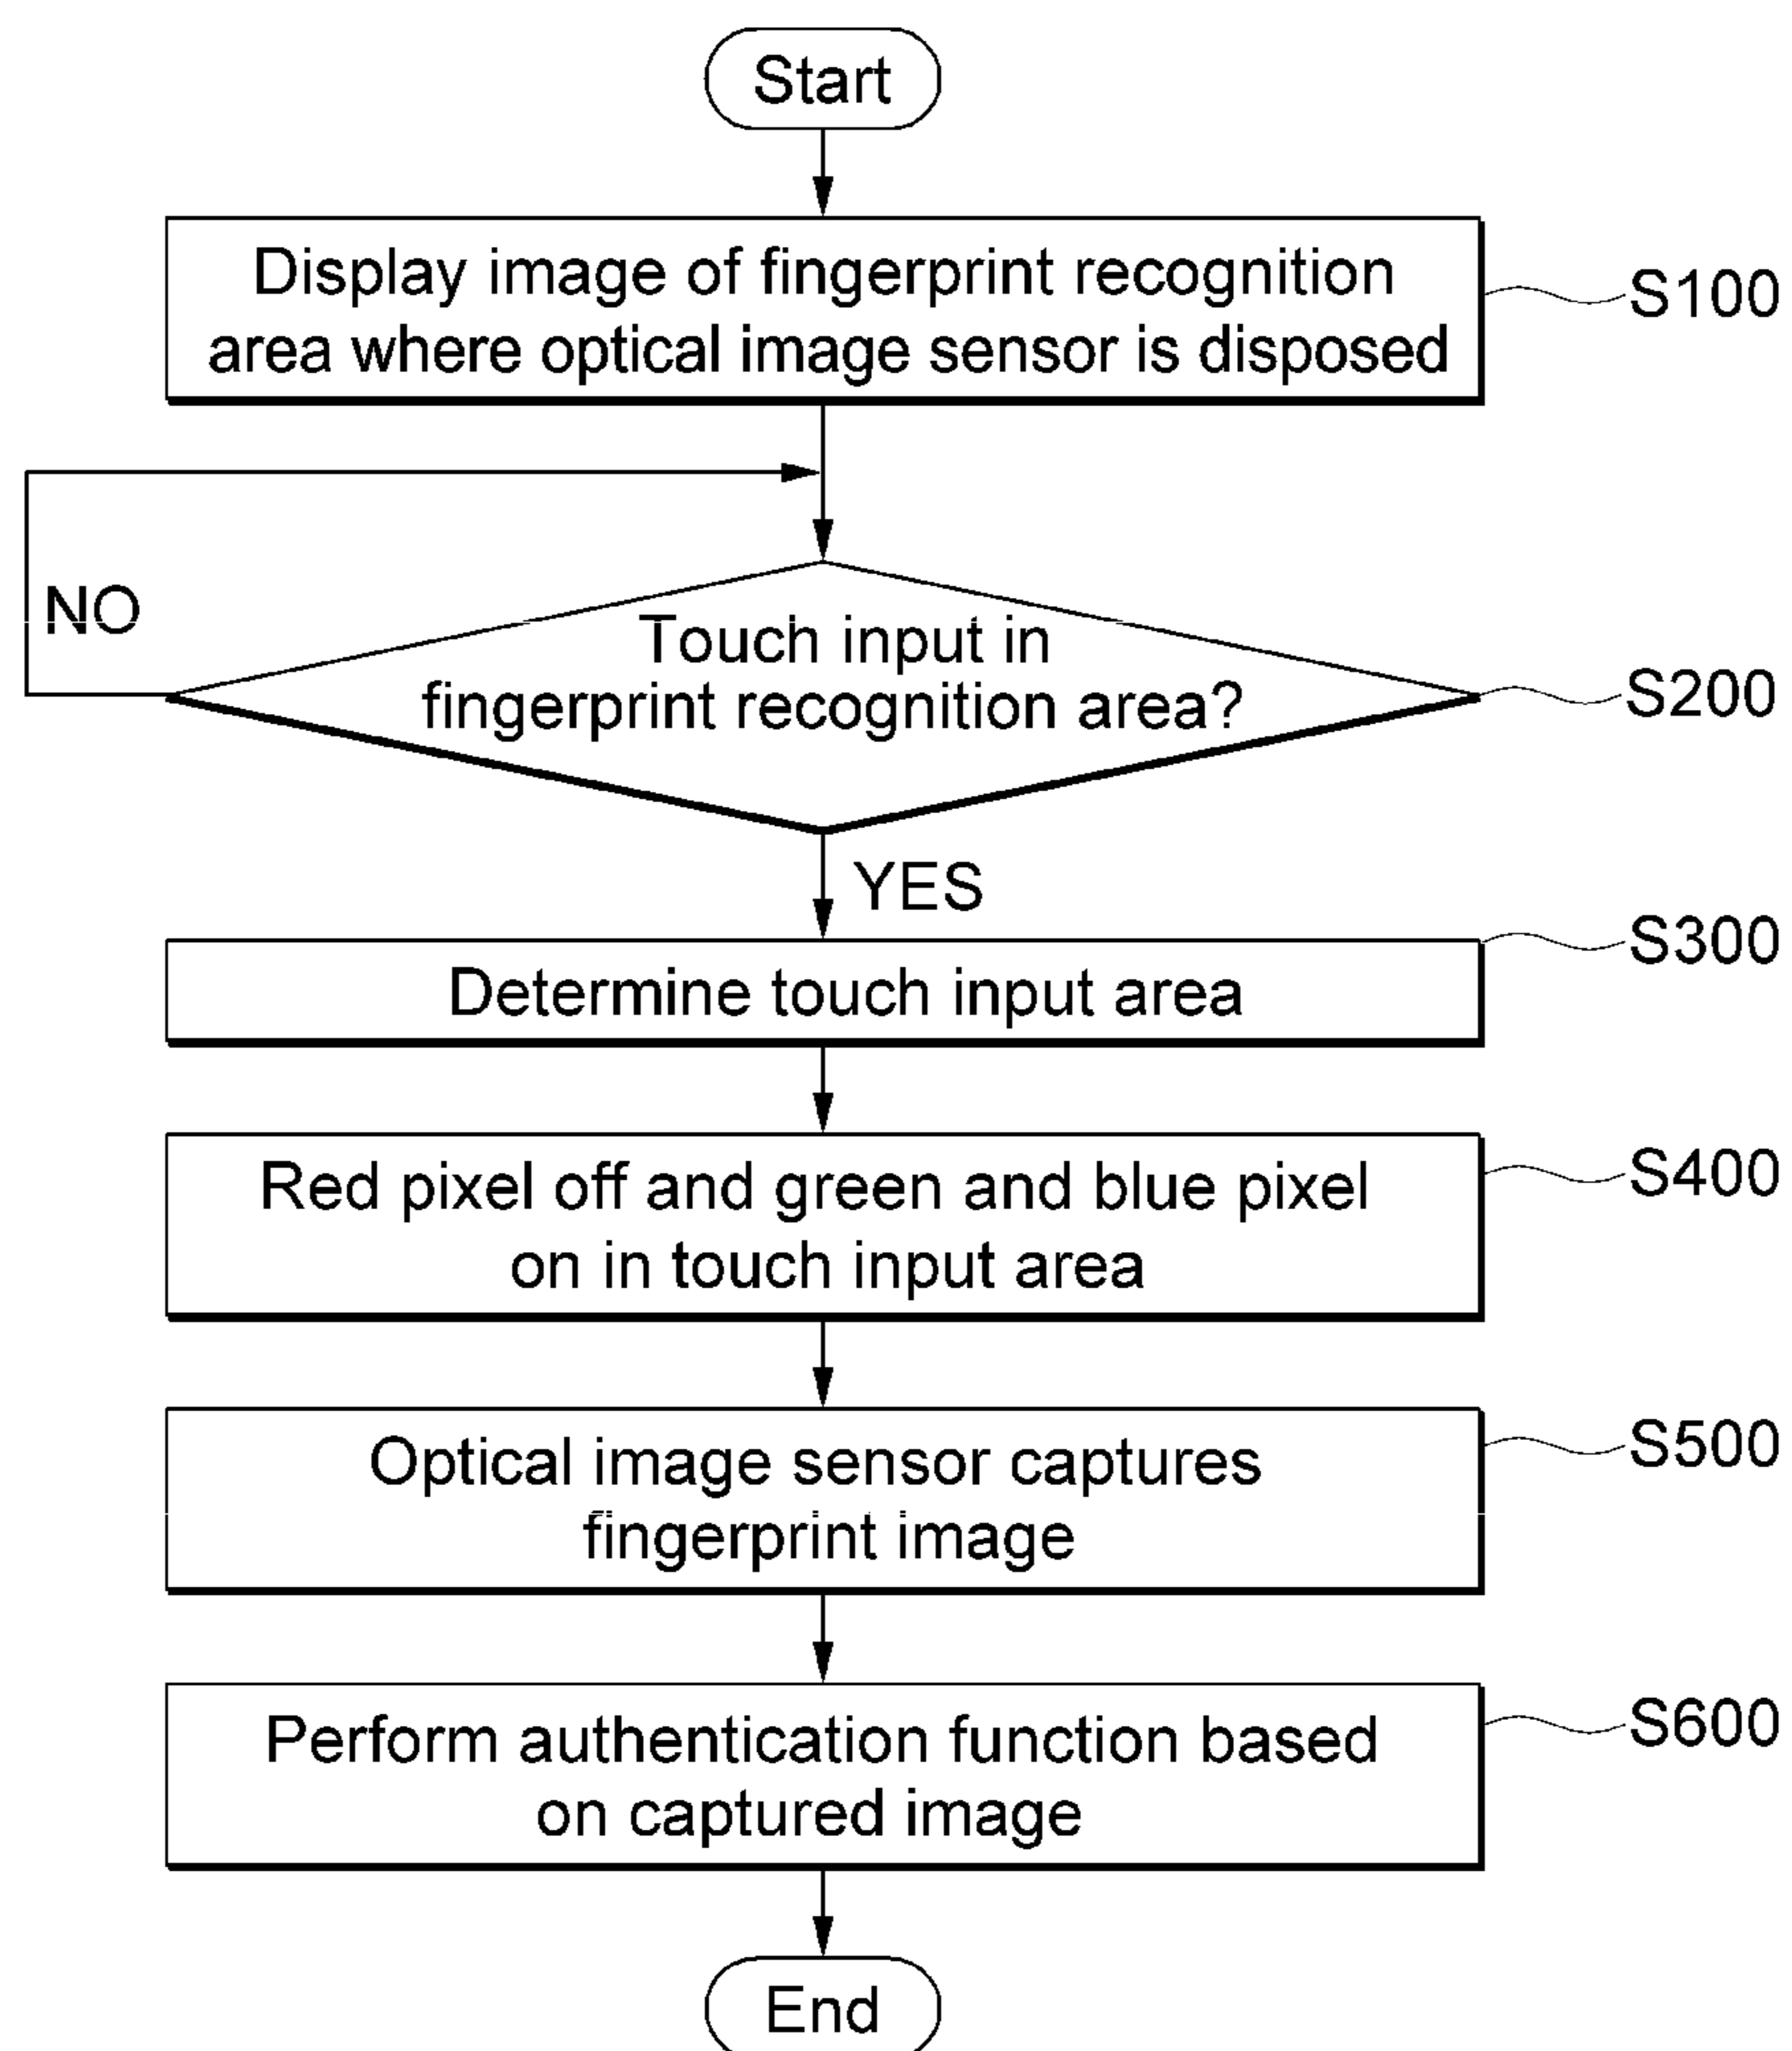 Start
Display image of fingerprint recognition
area where optical image sensor is disposed
S100
NO
Touch input in
fingerprint recognition area?
S200
YES
S300
Determine touch input area
Red pixel off and green and blue pixel
on in touch input area
S400
Optical image sensor captures
fingerprint image
S500
Perform authentication function based
on captured image
S600
End